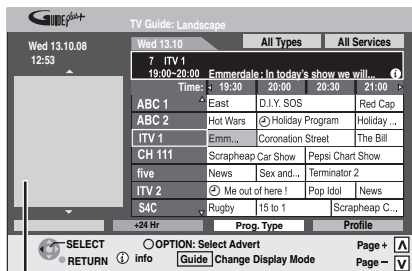 GUIDE plus+
TV Guide: Landscape
Wed 13.10.08
12:53
Wed 13.10 All Types All Services
7 ITV 1
19:00~20:00 Emmerdale: In today's show we will... i
Time: 19:30 20:00 20:30 21:00
ABC 1 East D.I.Y. SOS Red Cap
ABC 2 Hot Wars Holiday Program Holiday ...
ITV 1 Emm... Coronation Street The Bill
CH 111 Scrapheap Car Show Pepsi Chart Show
five News Sex and... Terminator 2
ITV 2 Me out of here ! Pop Idol News
S4C Rugby 15 to 1 Scrapheap C...
+24 Hr Prog. Type Profile
SELECT OPTION: Select Advert Page +
RETURN i info Guide Change Display Mode Page –